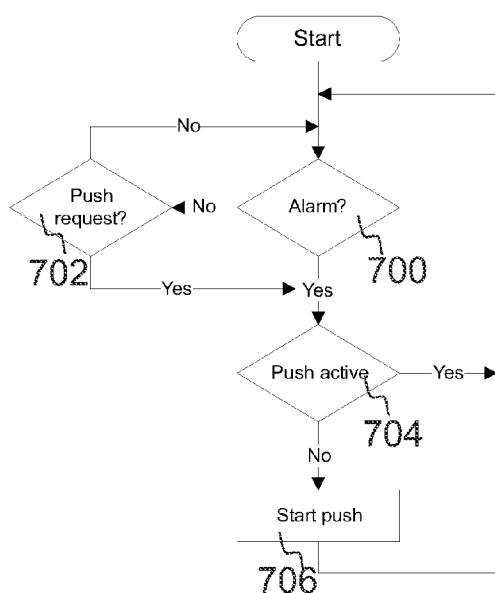 Start
No
Push
request?
702
No
Alarm?
700
Yes
Yes
Push active
704
Yes
No
Start push
706